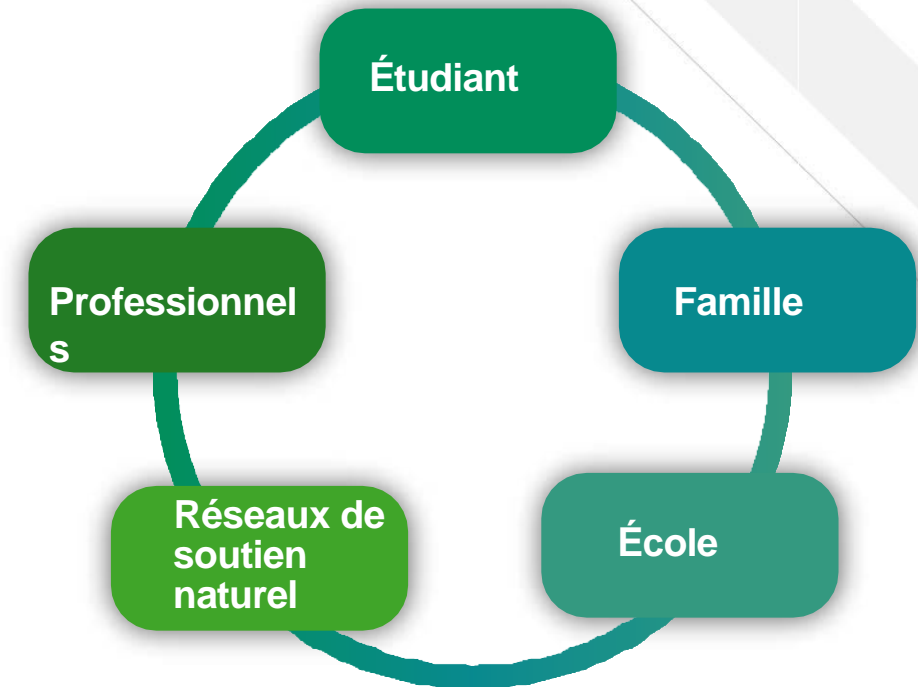 Étudiant
Famille
École
Réseaux de
soutien
naturel
Professionnel
s